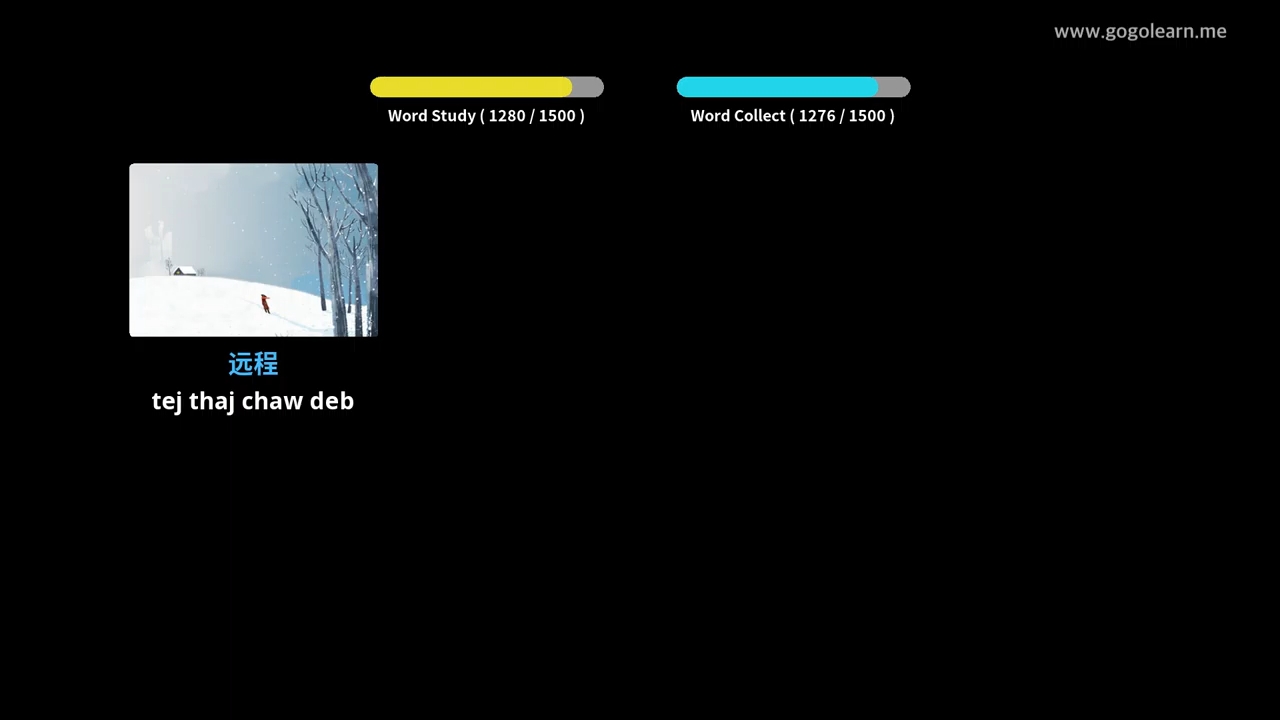 www.gogolearn.me
Word Study ( 1280 / 1500 )
Word Collect ( 1276 / 1500 )
远程
tej thaj chaw deb